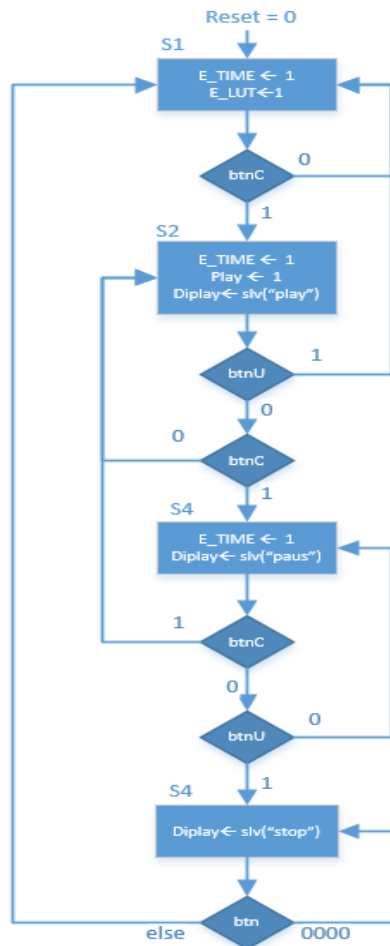 Reset = 0
S1
E_TIME ← 1
E_LUT←1
btnC
0
1
S2
E_TIME ← 1
Play ← 1
Diplay← slv("play")
btnU
1
0
0
btnC
1
S4
E_TIME ← 1
Diplay← slv("paus")
1
btnC
0
btnU
0
1
S4
Diplay← slv("stop")
else
btn
0000